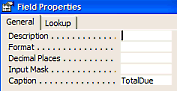 Field Properties
General Lookup
Description
Format
Decimal Places
Input Mask
Caption TotalDue